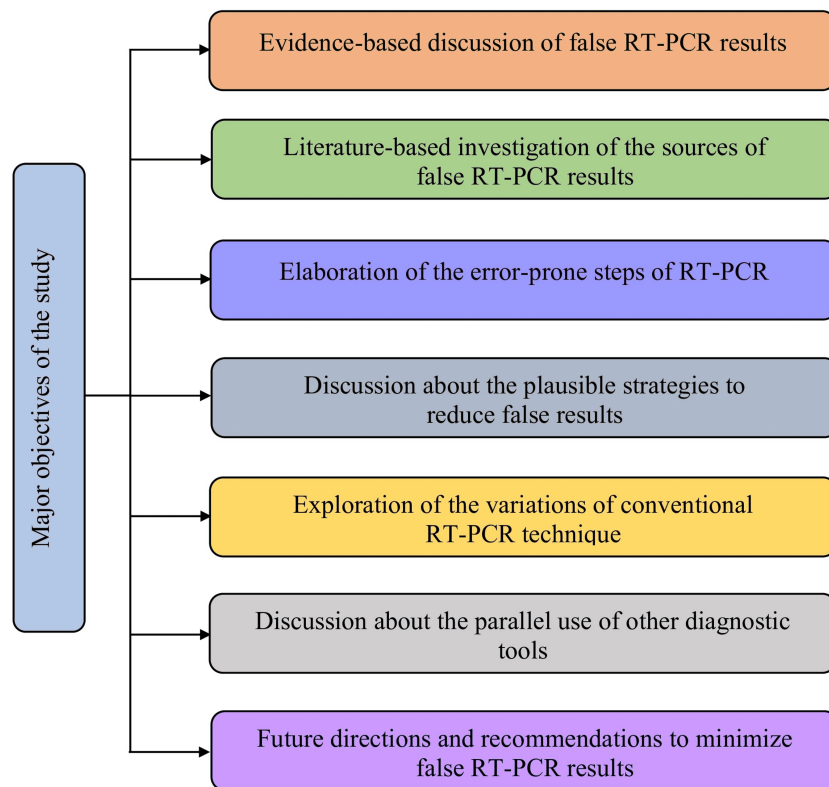 Major objectives of the study
Evidence-based discussion of false RT-PCR results
Literature-based investigation of the sources of
false RT-PCR results
Elaboration of the error-prone steps of RT-PCR
Discussion about the plausible strategies to
reduce false results
Exploration of the variations of conventional
RT-PCR technique
Discussion about the parallel use of other diagnostic
tools
Future directions and recommendations to minimize
false RT-PCR results